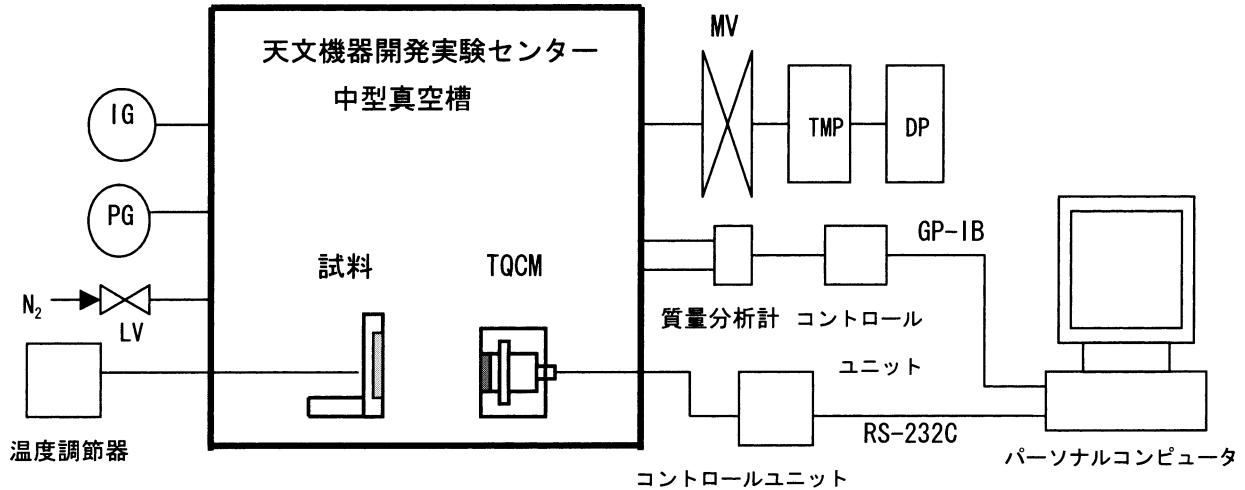 天文機器開発実験センター
中型真空槽
MV
IG
TMP
DP
PG
GP-IB
試料
TQCM
N₂
LV
質量分析計
コントロール
ユニット
RS-232C
温度調節器
パーソナルコンピュータ
コントロールユニット